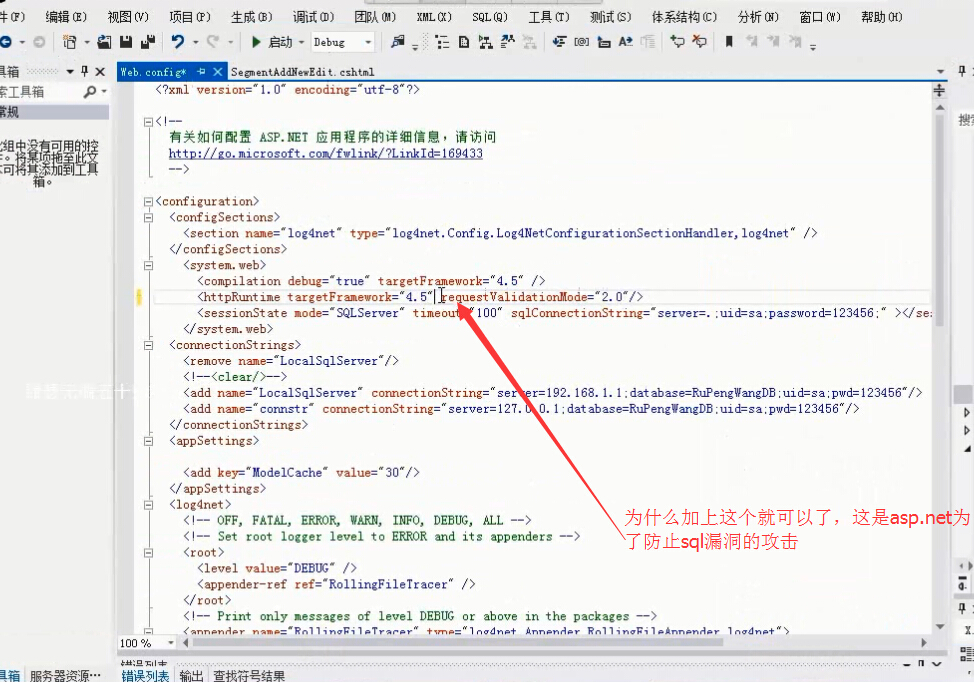 件(F) 编辑(E) 视图(V) 项目(P) 生成(B) 调试(D) 团队(M) XML(X) SQL(Q) 工具(T) 测试(S) 体系结构(C) 分析(N) 窗口(W) 帮助(H)
启动 Debug
具箱
Web.config* SegmentAddNewEdit.cshtml
索工具箱
常规
搜
组中没有可用的控
。将某项拖至此文
可将其添加到工具
箱。
<?xml version="1.0" encoding="utf-8"?>
<!--
有关如何配置 ASP.NET 应用程序的详细信息，请访问
http://go.microsoft.com/fwlink/?LinkId=169433
-->
<configuration>
<configSections>
<section name="log4net" type="log4net.Config.Log4NetConfigurationSectionHandler,log4net" />
</configSections>
<system.web>
<compilation debug="true" targetFramework="4.5" />
<httpRuntime targetFramework="4.5" requestValidationMode="2.0"/>
<sessionState mode="SQLServer" timeout="100" sqlConnectionString="server=.;uid=sa;password=123456;" ></se
</system.web>
<connectionStrings>
<remove name="LocalSqlServer"/>
<!--<clear/>-->
<add name="LocalSqlServer" connectionString="server=192.168.1.1;database=RuPengWangDB;uid=sa;pwd=123456"/>
<add name="connstr" connectionString="server=127.0.0.1;database=RuPengWangDB;uid=sa;pwd=123456"/>
</connectionStrings>
<appSettings>
<add key="ModelCache" value="30"/>
</appSettings>
<log4net>
<!-- OFF, FATAL, ERROR, WARN, INFO, DEBUG, ALL -->
<!-- Set root logger level to ERROR and its appenders -->
<root>
<level value="DEBUG" />
<appender-ref ref="RollingFileTracer" />
</root>
<!-- Print only messages of level DEBUG or above in the packages -->
<appender name="RollingFileTracer" type="log4net.Appender.RollingFileAppender,log4net">
为什么加上这个就可以了，这是asp.net为
了防止sql漏洞的攻击
100 %
错误列表
具箱 服务器资源… 错误列表 输出 查找符号结果